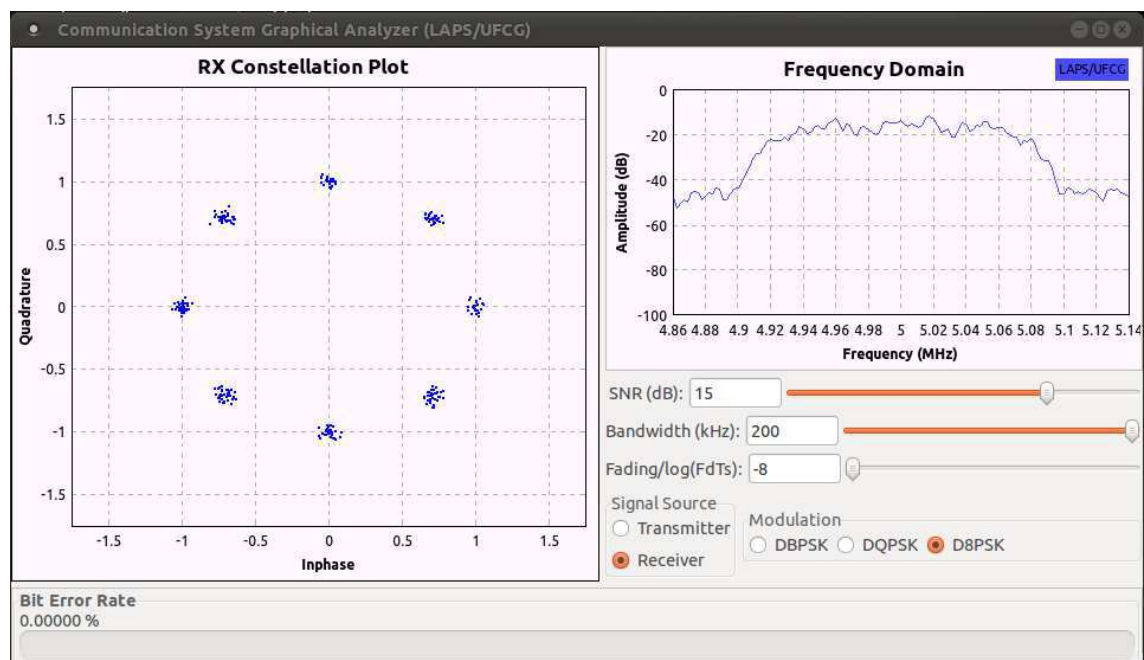 Communication System Graphical Analyzer (LAPS/UFCG)
RX Constellation Plot
1.5
1
0.5
0
-0.5
-1
-1.5
Quadrature
-1.5 -1 -0.5 0 0.5 1 1.5
Inphase
Frequency Domain
LAPS/UFCG
0
-20
-40
-60
-80
-100
Amplitude (dB)
4.86 4.88 4.9 4.92 4.94 4.96 4.98 5 5.02 5.04 5.06 5.08 5.1 5.12 5.14
Frequency (MHz)
SNR (dB): 15
Bandwidth (kHz): 200
Fading/log(FdTs): -8
Signal Source
Transmitter
Receiver
Modulation
DBPSK DQPSK D8PSK
Bit Error Rate
0.00000 %